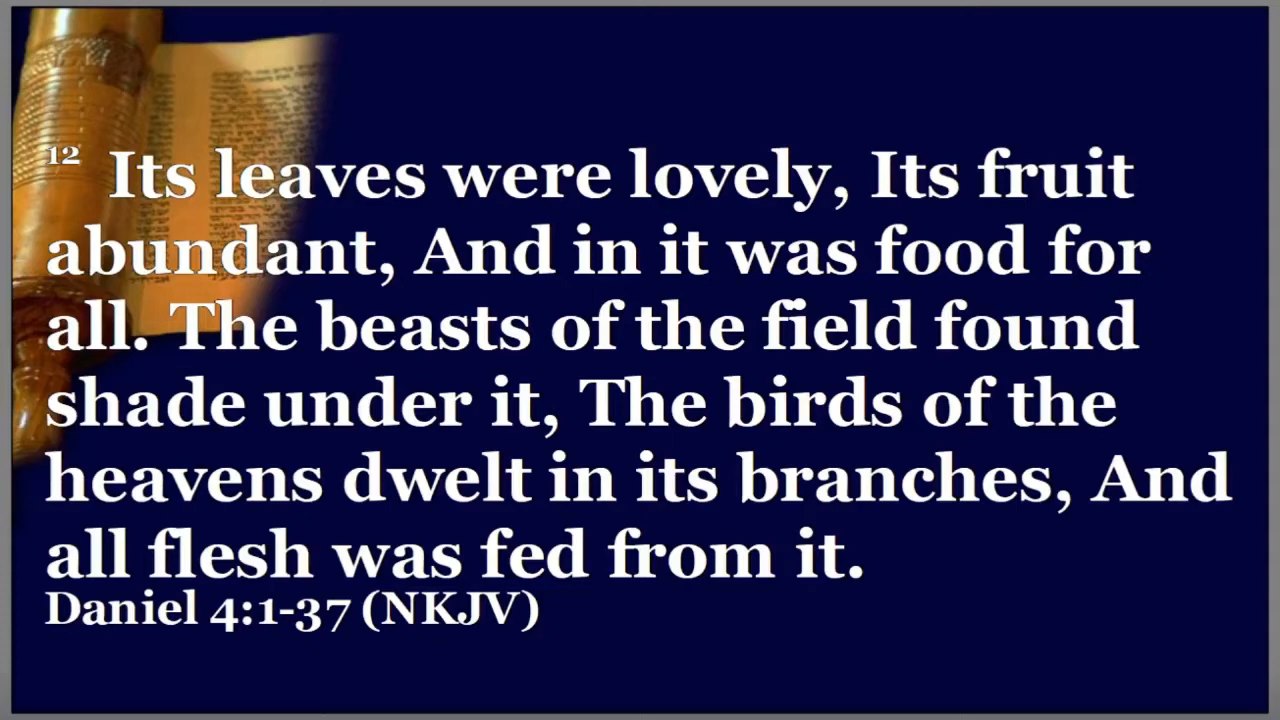 12 Its leaves were lovely, Its fruit
abundant, And in it was food for
all. The beasts of the field found
shade under it, The birds of the
heavens dwelt in its branches, And
all flesh was fed from it.
Daniel 4:1-37 (NKJV)